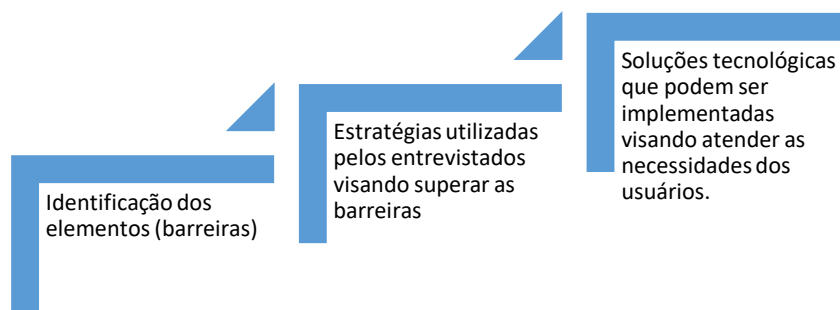 Identificação dos
elementos (barreiras)
Estratégias utilizadas
pelos entrevistados
visando superar as
barreiras
Soluções tecnológicas
que podem ser
implementadas
visando atender as
necessidades dos
usuários.